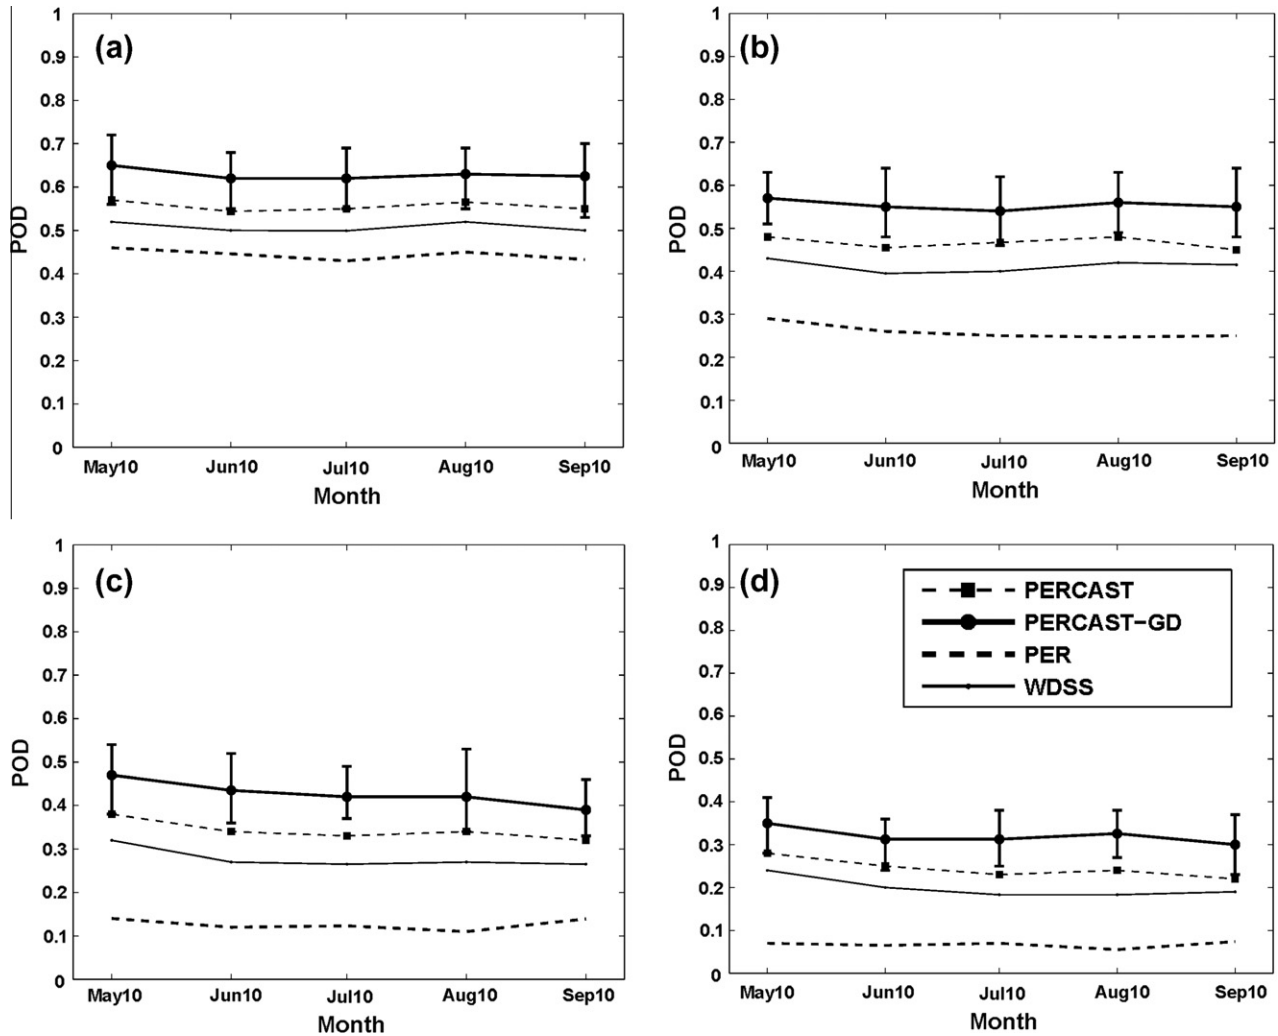 (a)
1
0.9
0.8
0.7
0.6
0.5
0.4
0.3
0.2
0.1
0
POD
May10 Jun10 Jul10 Aug10 Sep10
Month
(b)
1
0.9
0.8
0.7
0.6
0.5
0.4
0.3
0.2
0.1
0
POD
May10 Jun10 Jul10 Aug10 Sep10
Month
(c)
1
0.9
0.8
0.7
0.6
0.5
0.4
0.3
0.2
0.1
0
POD
May10 Jun10 Jul10 Aug10 Sep10
Month
(d)
1
0.9
0.8
0.7
0.6
0.5
0.4
0.3
0.2
0.1
0
POD
PERCAST
PERCAST-GD
PER
WDSS
May10 Jun10 Jul10 Aug10 Sep10
Month